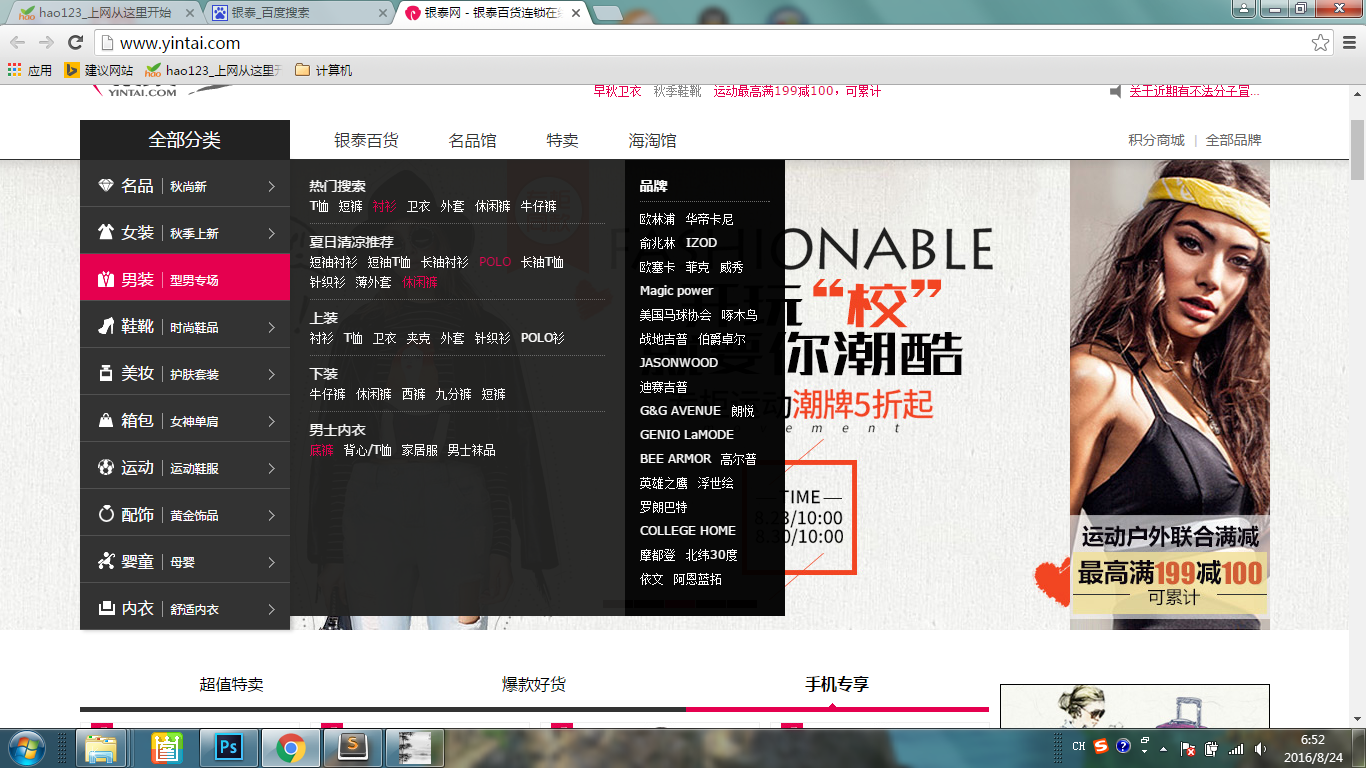 hao123_上网从这里开始
银泰_百度搜索
银泰网 - 银泰百货连锁在线
www.yintai.com
应用 建议网站 hao123_上网从这里开 计算机
YINTAI.COM
早秋卫衣 秋季鞋靴 运动最高满199减100，可累计
关于近期有不法分子冒...
全部分类 银泰百货 名品馆 特卖 海淘馆 积分商城 | 全部品牌
名品 | 秋尚新
女装 | 秋季上新
男装 | 型男专场
鞋靴 | 时尚鞋品
美妆 | 护肤套装
箱包 | 女神单肩
运动 | 运动鞋服
配饰 | 黄金饰品
婴童 | 母婴
内衣 | 舒适内衣
热门搜索
T恤 短裤 衬衫 卫衣 外套 休闲裤 牛仔裤
夏日清凉推荐
短袖衬衫 短袖T恤 长袖衬衫 POLO 长袖T恤
针织衫 薄外套 休闲裤
上装
衬衫 T恤 卫衣 夹克 外套 针织衫 POLO衫
下装
牛仔裤 休闲裤 西裤 九分裤 短裤
男士内衣
底裤 背心/T恤 家居服 男士袜品
品牌
欧林浦 华帝卡尼
俞兆林 IZOD
欧塞卡 菲克 威秀
Magic power
美国马球协会 啄木鸟
战地吉普 伯爵卓尔
JASONWOOD
迪赛吉普
G&G AVENUE 朗悦
GENIO LaMODE
BEE ARMOR 高尔普
英雄之鹰 浮世绘
罗朗巴特
COLLEGE HOME
摩都登 北纬30度
依文 阿恩蓝拓
FASHIONABLE
玩“校”
要你潮酷
运动潮牌5折起
ement
TIME
8.23/10:00
8.30/10:00
运动户外联合满减
最高满199减100
可累计
超值特卖 爆款好货 手机专享
CH
6:52
2016/8/24